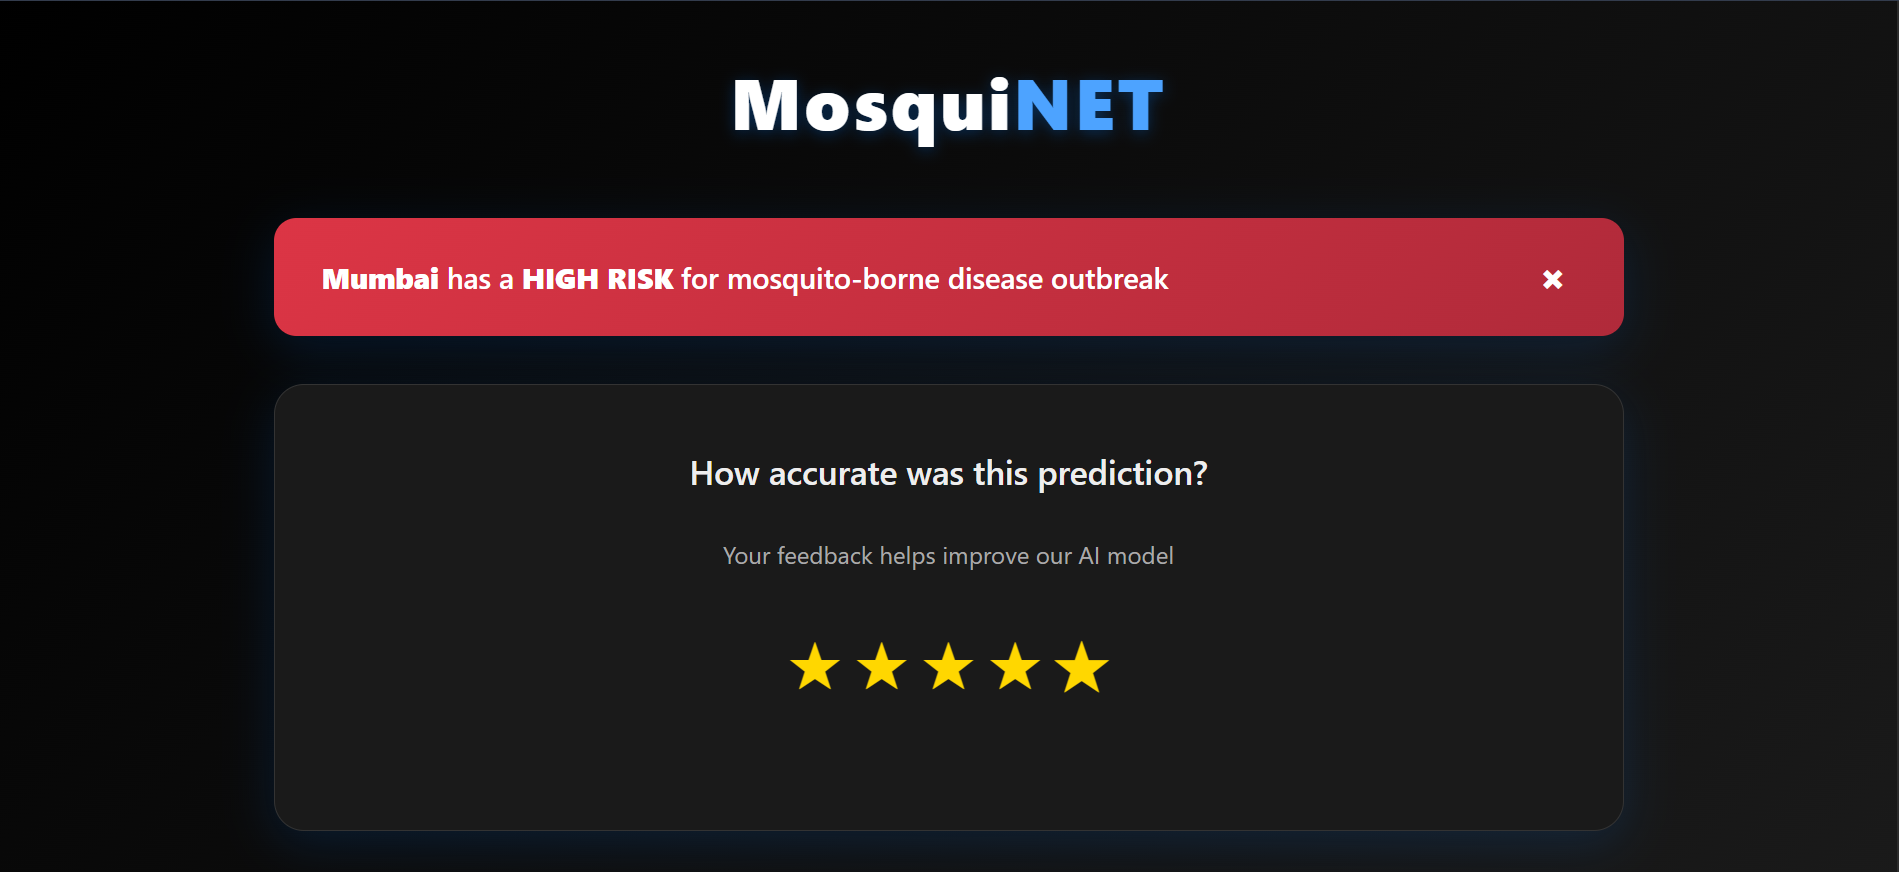 MosquiNET
Mumbai has a HIGH RISK for mosquito-borne disease outbreak
How accurate was this prediction?
Your feedback helps improve our AI model